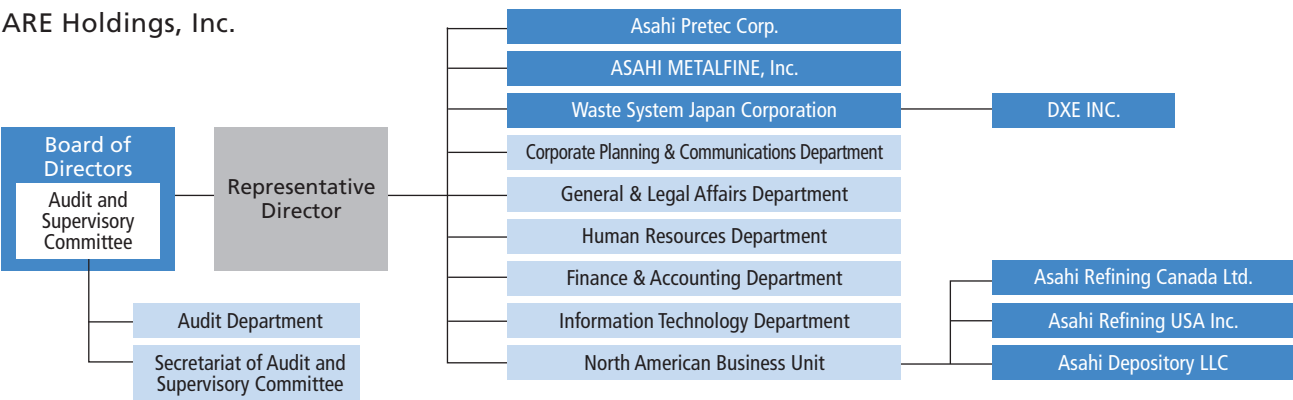 ARE Holdings, Inc.
Board of
Directors
Audit and
Supervisory
Committee
Audit Department
Secretariat of Audit and
Supervisory Committee
Representative
Director
Asahi Pretec Corp.
ASAHI METALFINE, Inc.
Waste System Japan Corporation
DXE INC.
Corporate Planning & Communications Department
General & Legal Affairs Department
Human Resources Department
Finance & Accounting Department
Information Technology Department
North American Business Unit
Asahi Refining Canada Ltd.
Asahi Refining USA Inc.
Asahi Depository LLC